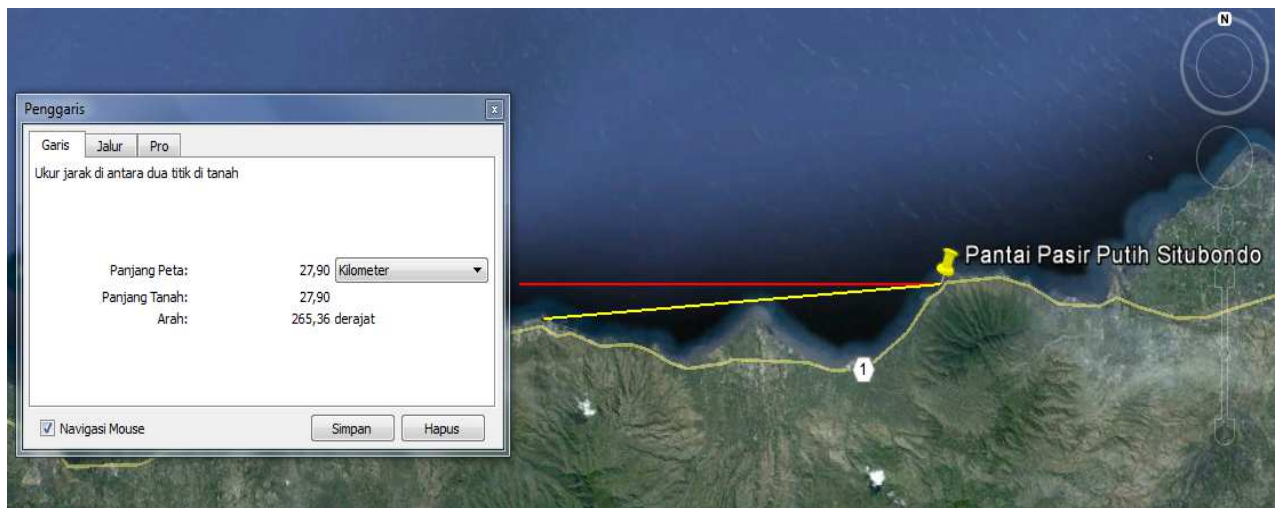 N
Penggaris
Garis Jalur Pro
Ukur jarak di antara dua titik di tanah
Panjang Peta: 27,90 Kilometer
Panjang Tanah: 27,90
Arah: 265,36 derajat
Navigasi Mouse Simpan Hapus
Pantai Pasir Putih Situbondo
1